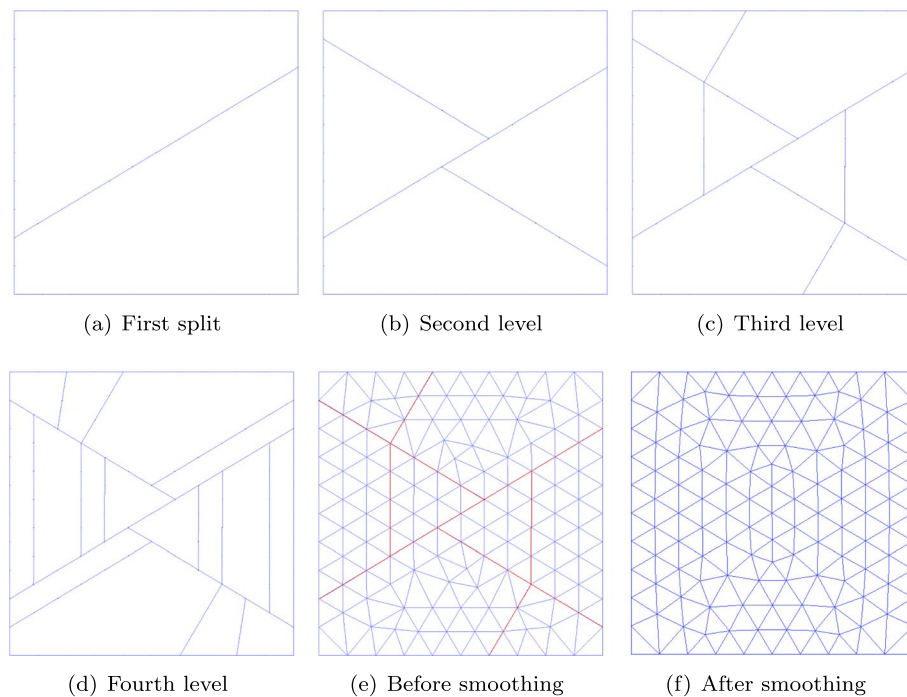 (a) First split
(b) Second level
(c) Third level
(d) Fourth level
(e) Before smoothing
(f) After smoothing